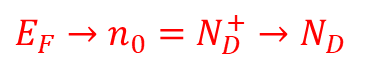 E_F → n_0 = N_D^+ → N_D